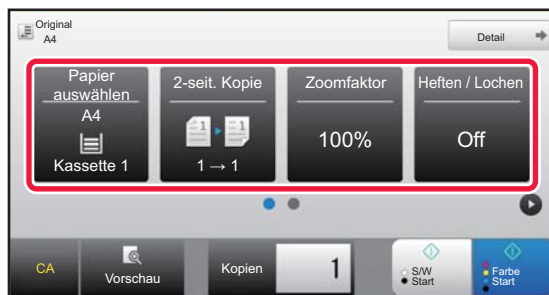 Original
A4
Detail
Papier
auswählen
A4
Kassette 1
2-seit. Kopie
1 → 1
Zoomfaktor
100%
Heften / Lochen
Off
CA
Vorschau
Kopien
1
S/W
Start
Farbe
Start